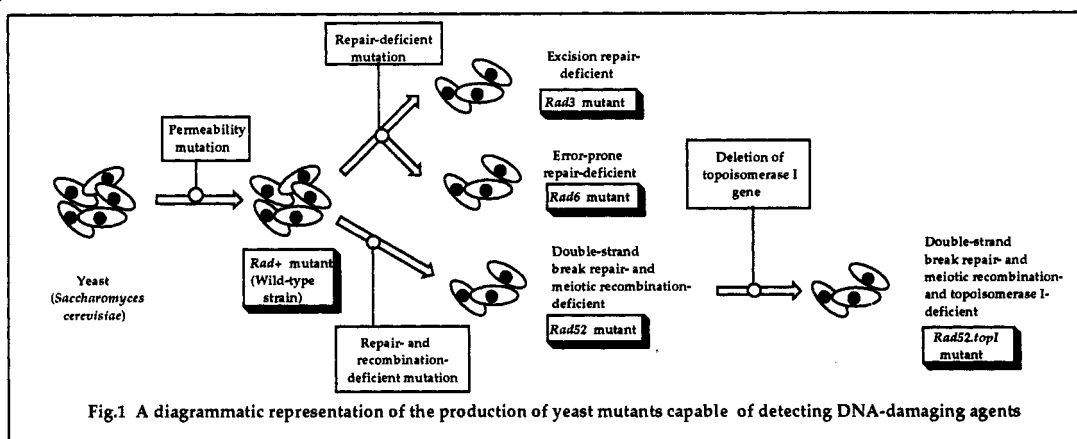 Repair-deficient
mutation
Excision repair-
deficient
Rad3 mutant
Permeability
mutation
Error-prone
repair-deficient
Rad6 mutant
Deletion of
topoisomerase I
gene
Yeast
(Saccharomyces
cerevisiae)
Rad+ mutant
(Wild-type
strain)
Double-strand
break repair- and
meiotic recombination-
deficient
Rad52 mutant
Repair- and
recombination-
deficient mutation
Double-strand
break repair- and
meiotic recombination-
and topoisomerase I-
deficient
Rad52.topI
mutant
Fig.1 A diagrammatic representation of the production of yeast mutants capable of detecting DNA-damaging agents